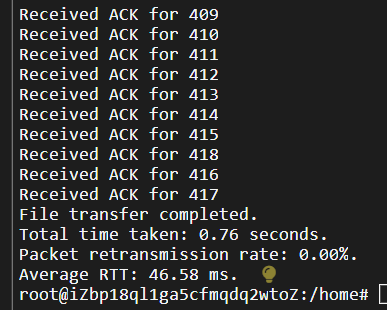 Received ACK for 409
Received ACK for 410
Received ACK for 411
Received ACK for 412
Received ACK for 413
Received ACK for 414
Received ACK for 415
Received ACK for 418
Received ACK for 416
Received ACK for 417
File transfer completed.
Total time taken: 0.76 seconds.
Packet retransmission rate: 0.00%.
Average RTT: 46.58 ms.
root@iZbp18ql1ga5cfmqdq2wtoZ:/home#